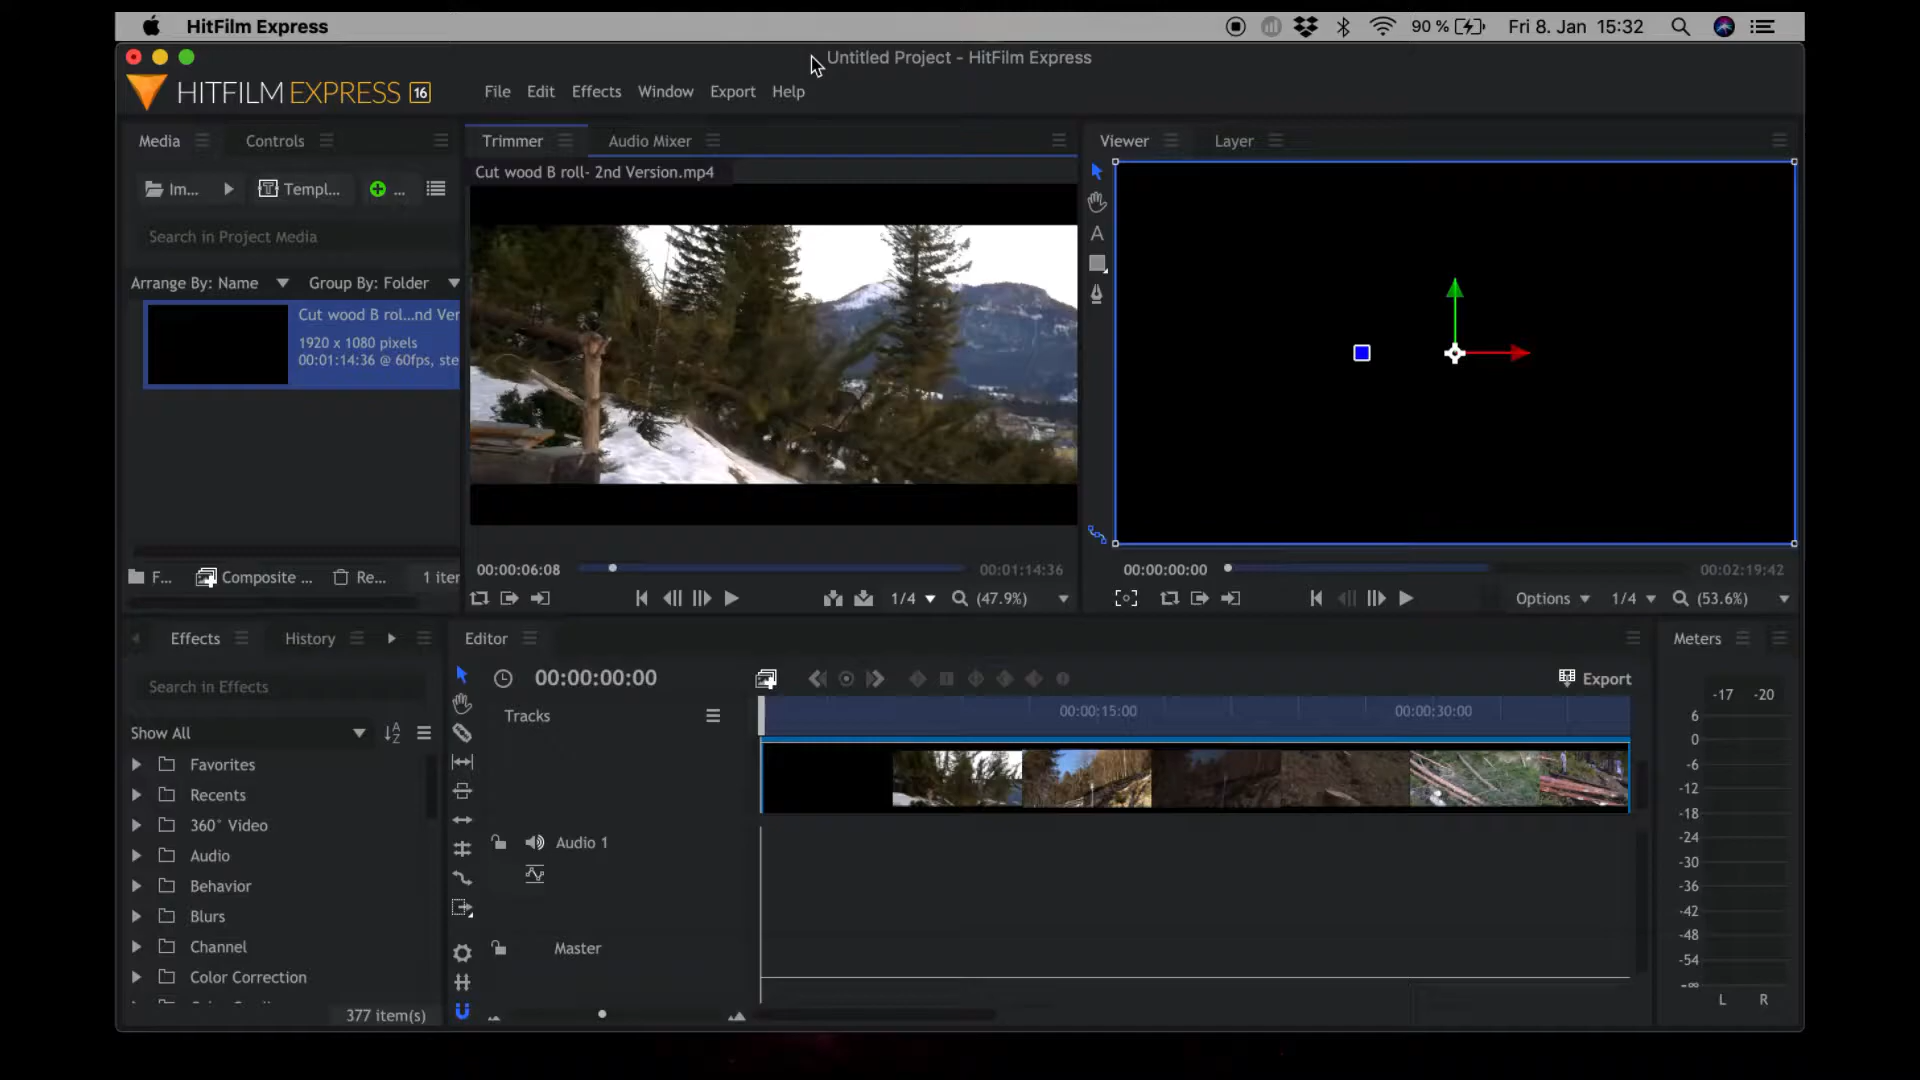 HitFilm Express
90 %
Fri 8. Jan 15:32
Untitled Project - HitFilm Express
HITFILM EXPRESS 16
File Edit Effects Window Export Help
Media Controls
Im... Templ... ...
Search in Project Media
Arrange By: Name Group By: Folder
Cut wood B rol...nd Ver
1920 x 1080 pixels
00:01:14:36 @ 60fps, ste
F... Composite ... Re... 1 iter
Trimmer Audio Mixer
Cut wood B roll- 2nd Version.mp4
00:00:06:08 00:01:14:36
1/4 (47.9%)
Viewer Layer
A
00:00:00:00 00:02:19:42
Options 1/4 (53.6%)
Effects History
Search in Effects
Show All
Favorites
Recents
360° Video
Audio
Behavior
Blurs
Channel
Color Correction
377 item(s)
Editor
00:00:00:00
Export
Tracks
00:00:15:00 00:00:30:00
Audio 1
Master
Meters
-17 -20
6
0
-6
-12
-18
-24
-30
-36
-42
-48
-54
-∞
L R